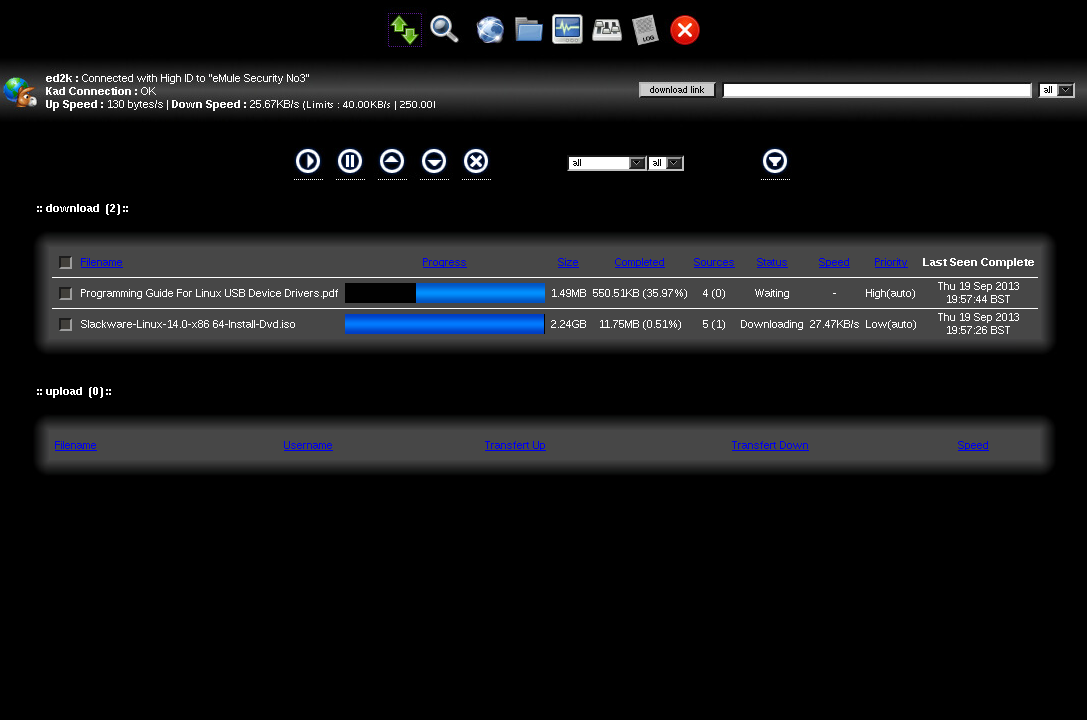 LOG
ed2k : Connected with High ID to "eMule Security No3"
Kad Connection : OK
Up Speed : 130 bytes/s | Down Speed : 25.67KB/s (Limits : 40.00KB/s | 250.00l
download link
all
all all
:: download (2)::
Filename Progress Size Completed Sources Status Speed Priority Last Seen Complete
Programming Guide For Linux USB Device Drivers.pdf 1.49MB 550.51KB (35.97%) 4 (0) Waiting - High(auto) Thu 19 Sep 2013
19:57:44 BST
Slackware-Linux-14.0-x86 64-Install-Dvd.iso 2.24GB 11.75MB (0.51%) 5 (1) Downloading 27.47KB/s Low(auto) Thu 19 Sep 2013
19:57:26 BST
:: upload (0)::
Filename Username Transfert Up Transfert Down Speed